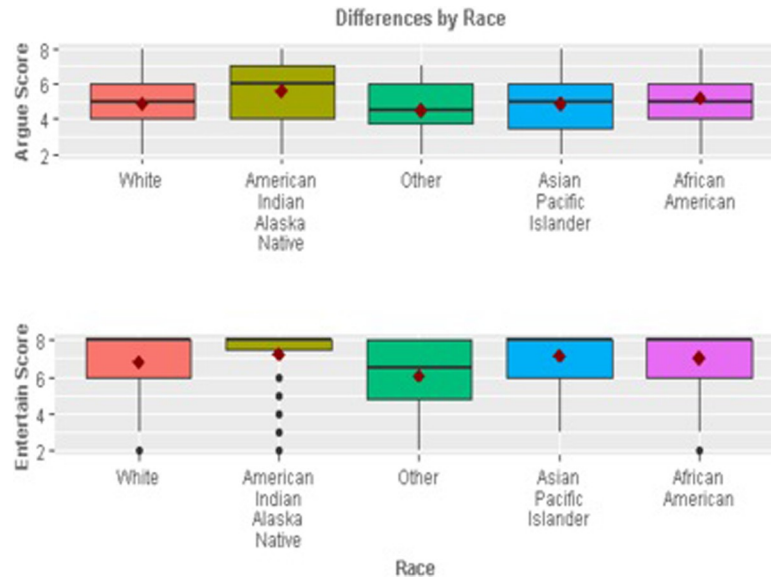 Differences by Race
Argue Score
8
6
4
2
White
American
Indian
Alaska
Native
Other
Asian
Pacific
Islander
African
American
Entertain Score
8
6
4
2
White
American
Indian
Alaska
Native
Other
Asian
Pacific
Islander
African
American
Race